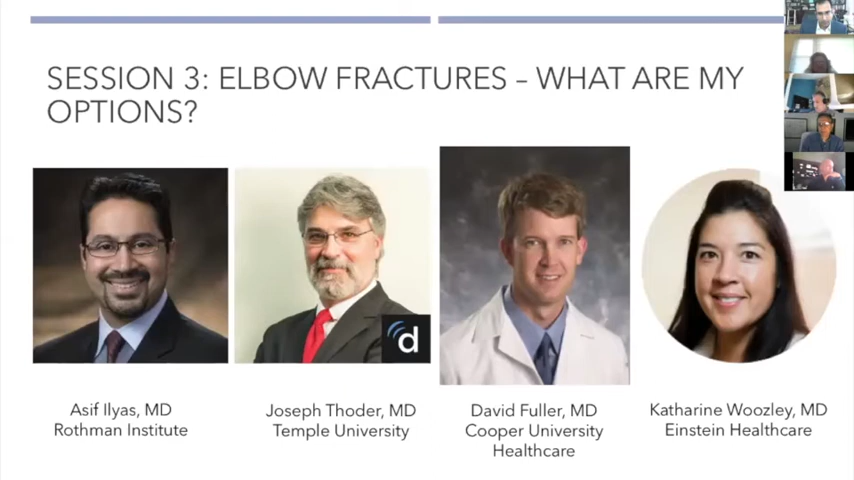 SESSION 3: ELBOW FRACTURES – WHAT ARE MY
OPTIONS?
d
Asif Ilyas, MD
Rothman Institute
Joseph Thoder, MD
Temple University
David Fuller, MD
Cooper University
Healthcare
Katharine Woozley, MD
Einstein Healthcare